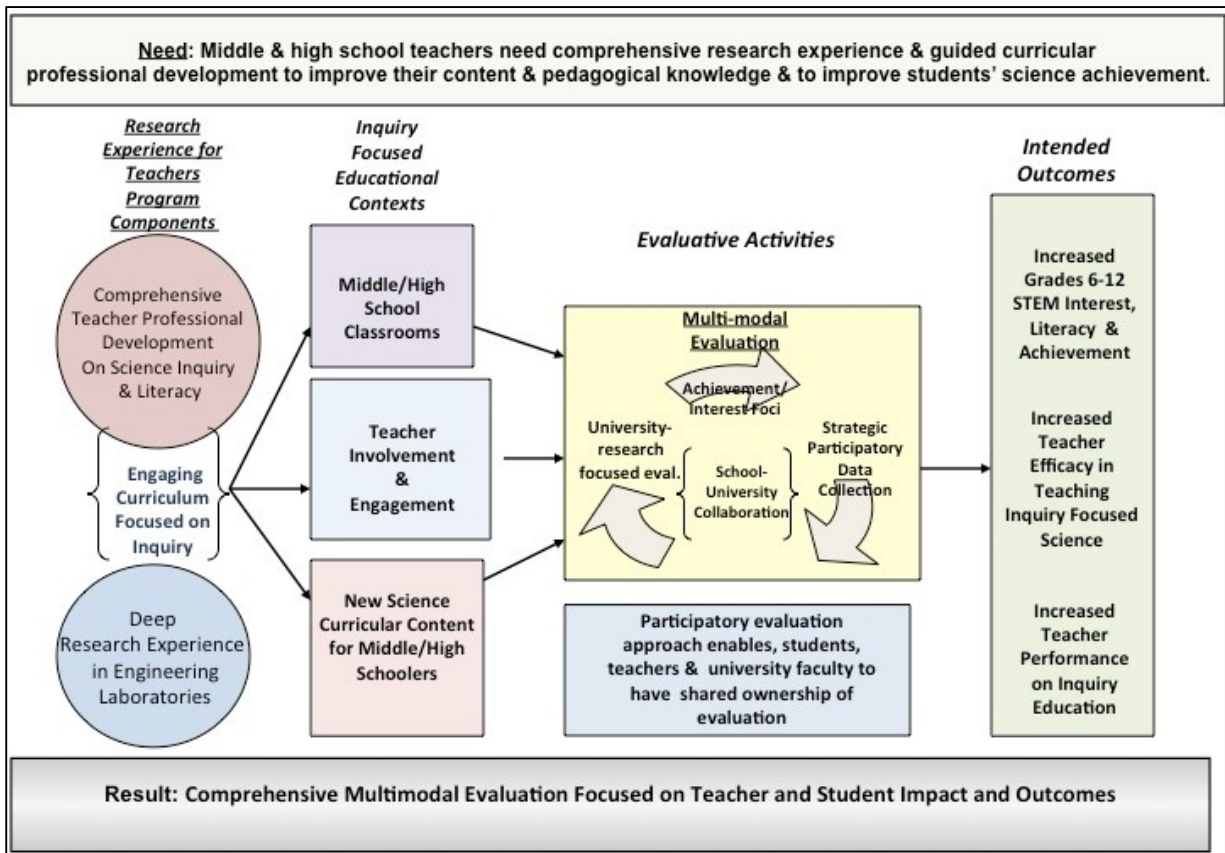 Need: Middle & high school teachers need comprehensive research experience & guided curricular
professional development to improve their content & pedagogical knowledge & to improve students' science achievement.
Research
Experience for
Teachers
Program
Components
Comprehensive
Teacher Professional
Development
On Science Inquiry
& Literacy
Engaging
Curriculum
Focused on
Inquiry
Deep
Research Experience
in Engineering
Laboratories
Inquiry
Focused
Educational
Contexts
Middle/High
School
Classrooms
Teacher
Involvement
&
Engagement
New Science
Curricular Content
for Middle/High
Schoolers
Evaluative Activities
Multi-modal
Evaluation
Achievement/
Interest Foci
University-
research
focused eval.
School-
University
Collaboration
Strategic
Participatory
Data
Collection
Participatory evaluation
approach enables, students,
teachers & university faculty to
have shared ownership of
evaluation
Intended
Outcomes
Increased
Grades 6-12
STEM Interest,
Literacy &
Achievement
Increased
Teacher
Efficacy in
Teaching
Inquiry Focused
Science
Increased
Teacher
Performance
on Inquiry
Education
Result: Comprehensive Multimodal Evaluation Focused on Teacher and Student Impact and Outcomes